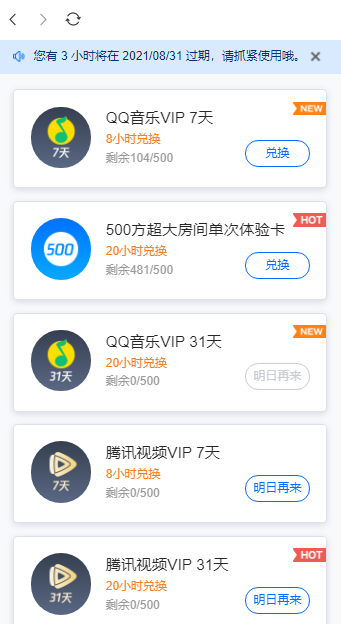 您有 3 小时将在 2021/08/31 过期，请抓紧使用哦。
NEW
QQ音乐VIP 7天
8小时兑换
剩余104/500
兑换
7天
HOT
500方超大房间单次体验卡
20小时兑换
剩余481/500
兑换
500
NEW
QQ音乐VIP 31天
20小时兑换
剩余0/500
明日再来
31天
腾讯视频VIP 7天
8小时兑换
剩余0/500
明日再来
7天
HOT
腾讯视频VIP 31天
20小时兑换
剩余0/500
明日再来
31天